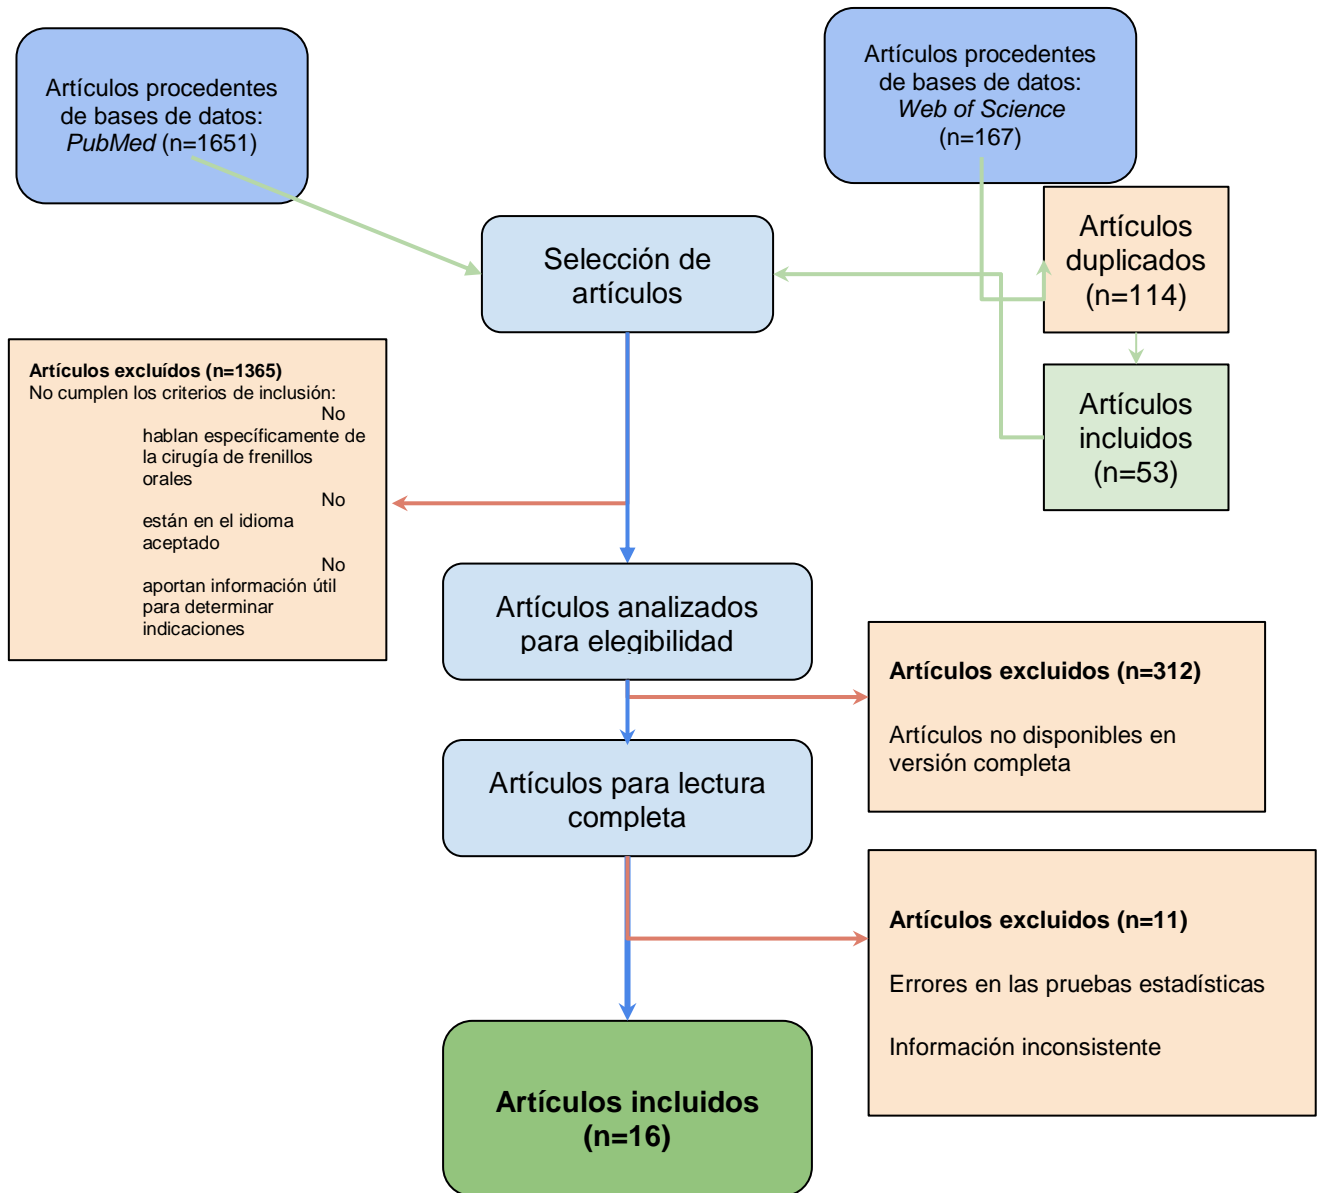 Artículos procedentes
de bases de datos:
PubMed (n=1651)
Artículos procedentes
de bases de datos:
Web of Science
(n=167)
Artículos
duplicados
(n=114)
Selección de
artículos
Artículos
incluidos
(n=53)
Artículos excluídos (n=1365)
No cumplen los criterios de inclusión:
No
hablan específicamente de
la cirugía de frenillos
orales
No
están en el idioma
aceptado
No
aportan información útil
para determinar
indicaciones
Artículos analizados
para elegibilidad
Artículos excluidos (n=312)
Artículos no disponibles en
versión completa
Artículos para lectura
completa
Artículos excluidos (n=11)
Errores en las pruebas estadísticas
Información inconsistente
Artículos incluidos
(n=16)